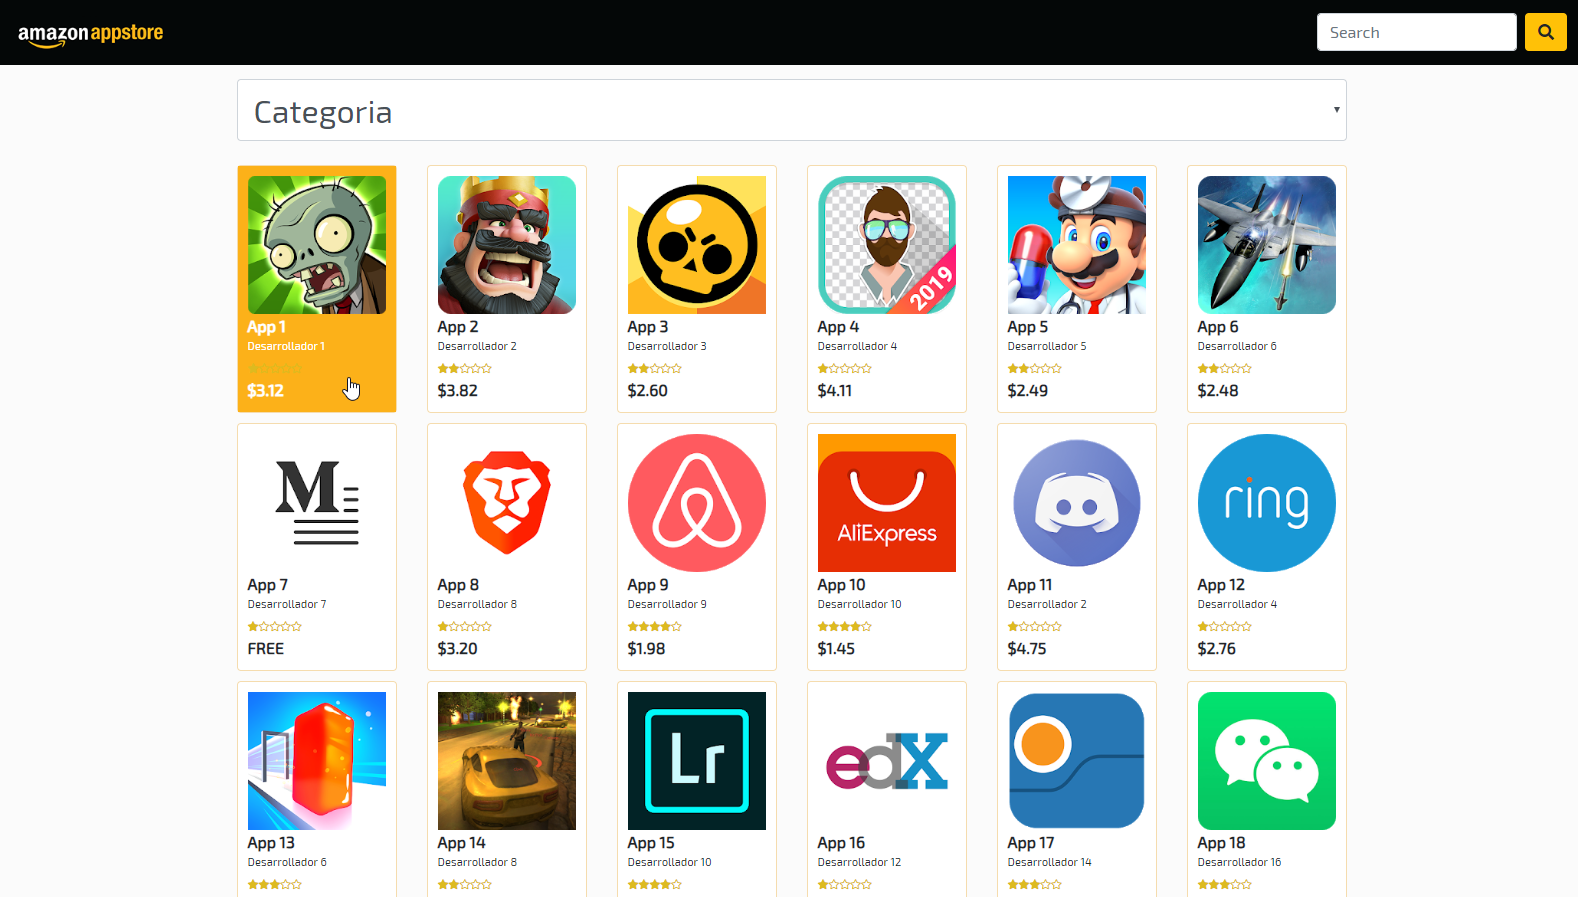 amazon appstore
Search
Categoria
App 1
Desarrollador 1
$3.12
App 2
Desarrollador 2
$3.82
App 3
Desarrollador 3
$2.60
2019
App 4
Desarrollador 4
$4.11
App 5
Desarrollador 5
$2.49
App 6
Desarrollador 6
$2.48
M
App 7
Desarrollador 7
FREE
App 8
Desarrollador 8
$3.20
App 9
Desarrollador 9
$1.98
AliExpress
App 10
Desarrollador 10
$1.45
App 11
Desarrollador 2
$4.75
ring
App 12
Desarrollador 4
$2.76
App 13
Desarrollador 6
App 14
Desarrollador 8
Lr
App 15
Desarrollador 10
edX
App 16
Desarrollador 12
App 17
Desarrollador 14
App 18
Desarrollador 16